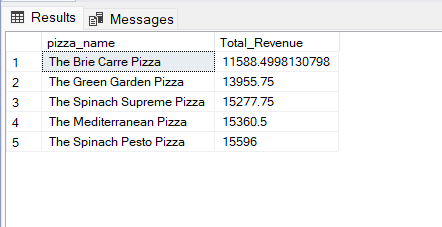 Results Messages
pizza_name Total_Revenue
1 The Brie Carre Pizza 11588.4998130798
2 The Green Garden Pizza 13955.75
3 The Spinach Supreme Pizza 15277.75
4 The Mediterranean Pizza 15360.5
5 The Spinach Pesto Pizza 15596